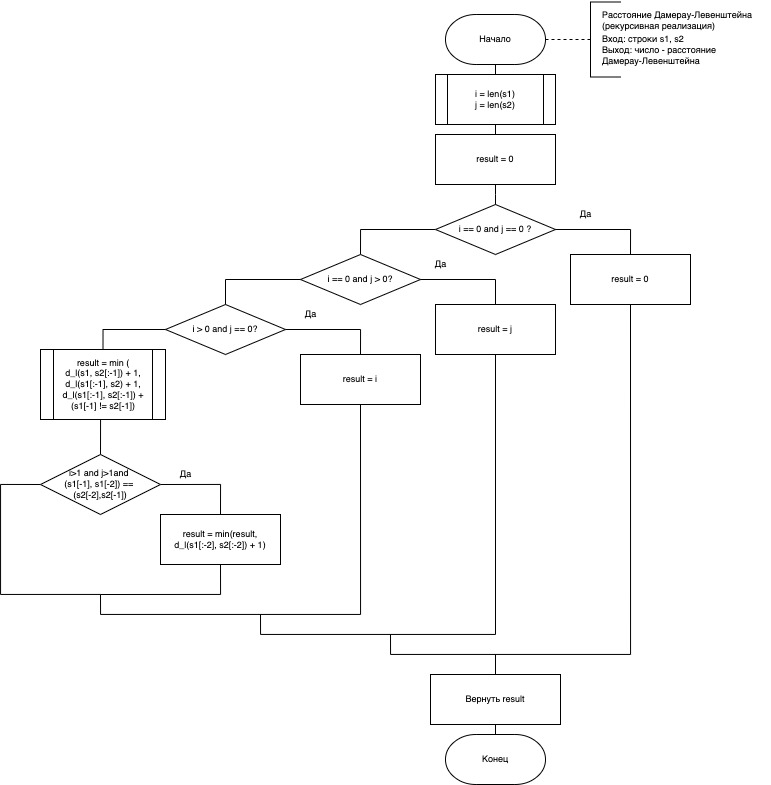 Расстояние Дамерау-Левенштейна
(рекурсивная реализация)
Вход: строки s1, s2
Выход: число - расстояние
Дамерау-Левенштейна
Начало
i = len(s1)
j = len(s2)
result = 0
i == 0 and j == 0 ?
Да
result = 0
i == 0 and j > 0?
Да
result = j
i > 0 and j == 0?
Да
result = i
result = min (
d_l(s1, s2[:-1]) + 1,
d_l(s1[:-1], s2) + 1,
d_l(s1[:-1], s2[:-1]) +
(s1[-1] != s2[-1])
i>1 and j>1and
(s1[-1], s1[-2]) ==
(s2[-2],s2[-1])
Да
result = min(result,
d_l(s1[:-2], s2[:-2]) + 1)
Вернуть result
Конец